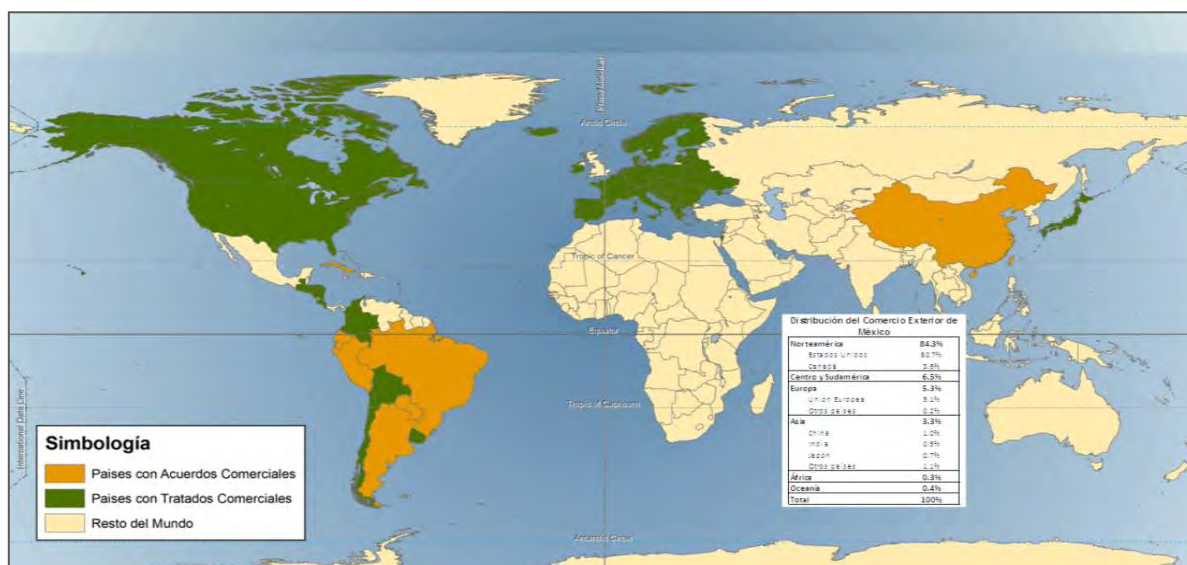 Prime Meridian
Arctic Circle
Tropic of Cancer
Equator
Tropic of Capricorn
International Date Line
Antarctic Circle
Simbología
Paises con Acuerdos Comerciales
Paises con Tratados Comerciales
Resto del Mundo
Distribución del Comercio Exterior de
México
Norteamérica 84.3%
Estados Unidos 80.7%
Canadá 3.6%
Centro y Sudamérica 6.5%
Europa 5.3%
Unión Europea 5.1%
Otros países 0.2%
Asia 3.3%
China 1.0%
India 0.5%
Japón 0.7%
Otros países 1.1%
África 0.3%
Oceanía 0.4%
Total 100%